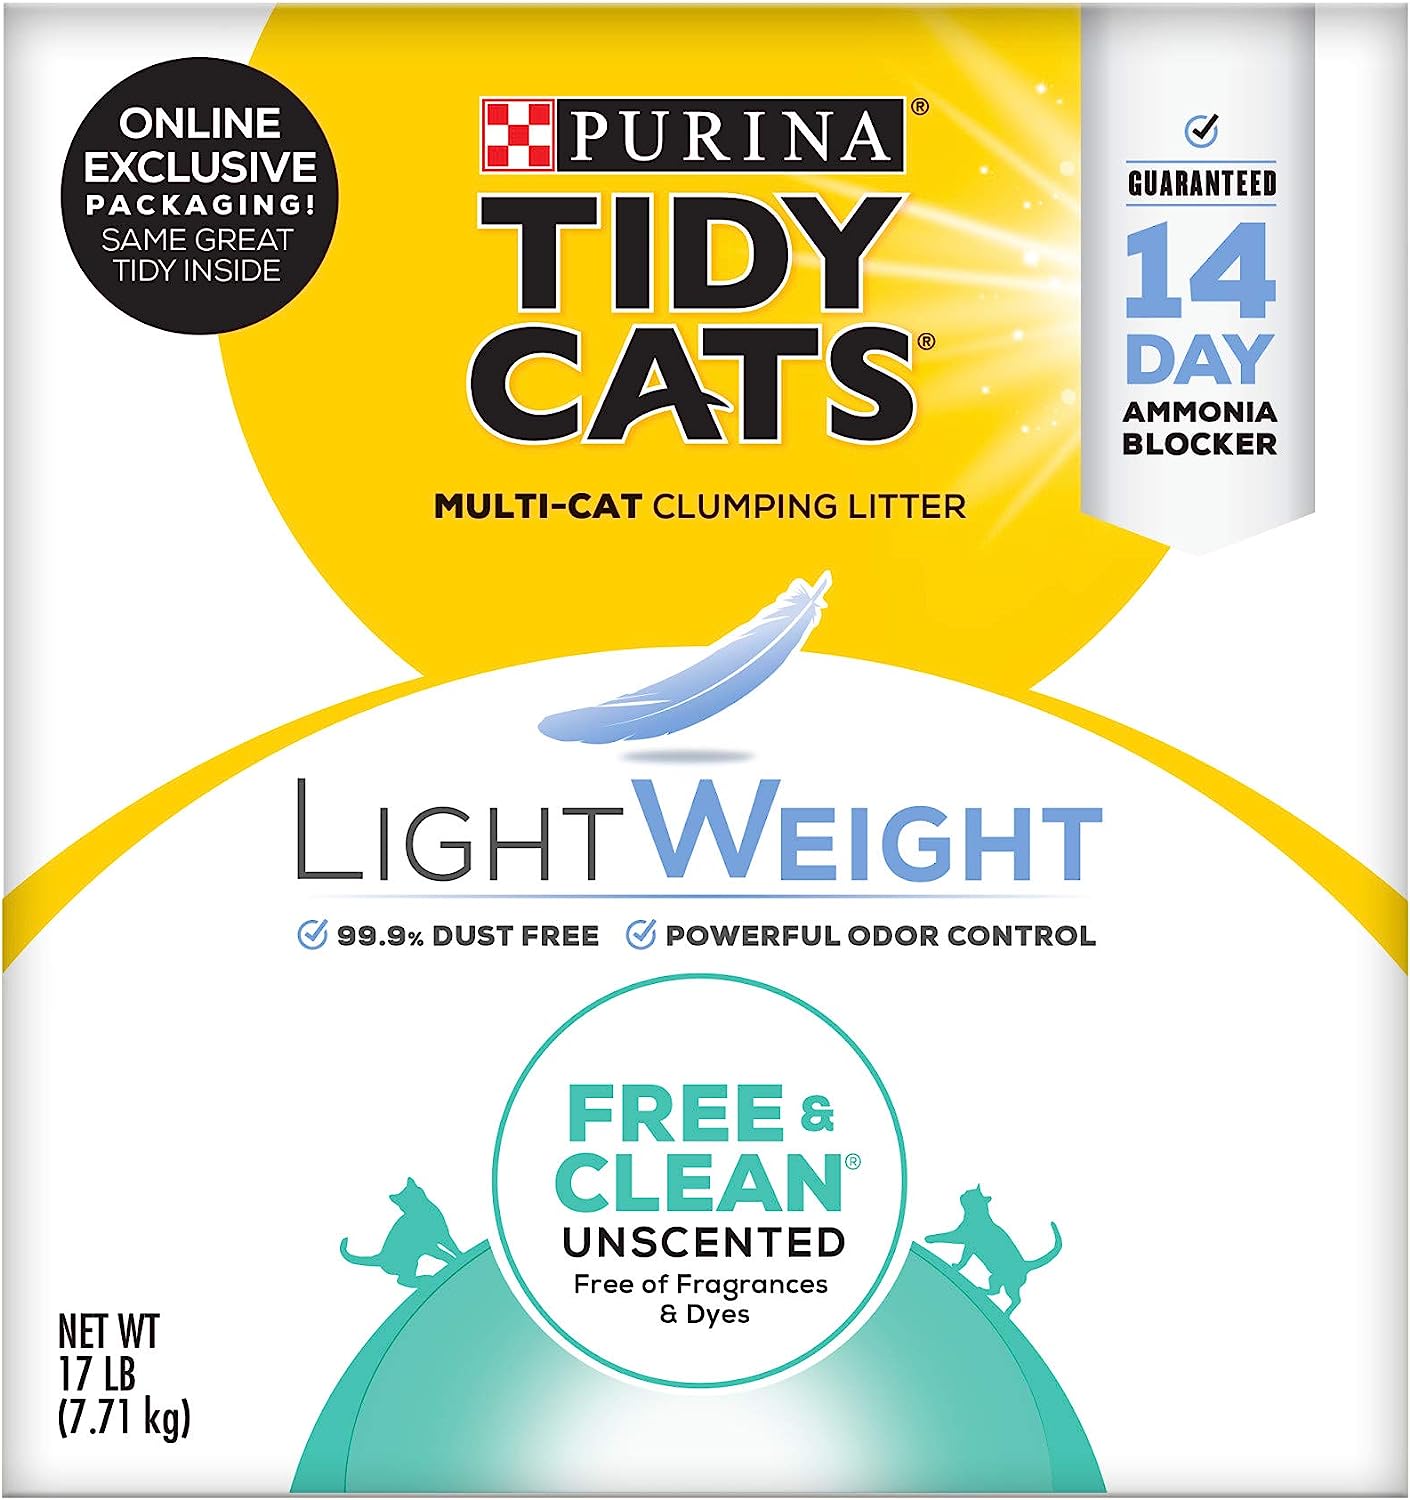 ONLINE
EXCLUSIVE
PACKAGING!
SAME GREAT
TIDY INSIDE
PURINA®
TIDY
CATS®
MULTI-CAT CLUMPING LITTER
GUARANTEED
14
DAY
AMMONIA
BLOCKER
LIGHTWEIGHT
99.9% DUST FREE POWERFUL ODOR CONTROL
FREE &
CLEAN®
UNSCENTED
Free of Fragrances
& Dyes
NET WT
17 LB
(7.71 kg)